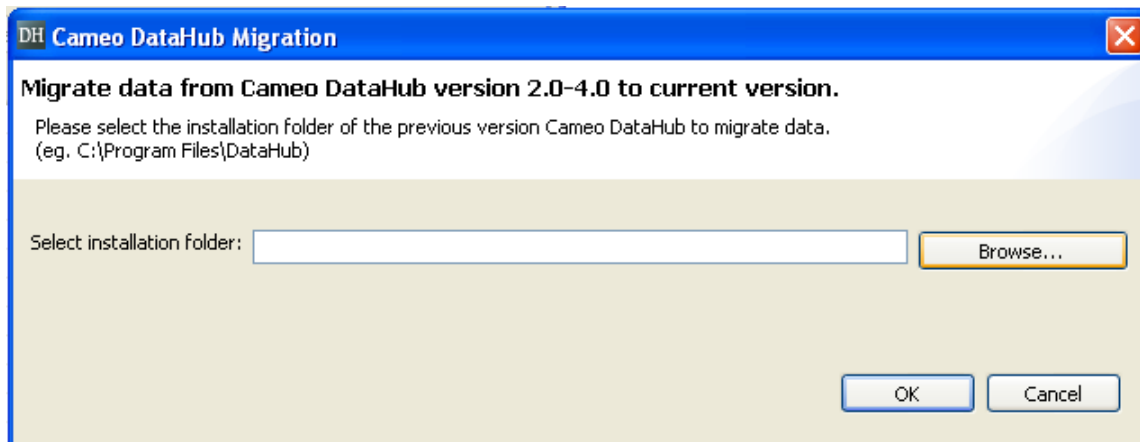 DH Cameo DataHub Migration
Migrate data from Cameo DataHub version 2.0-4.0 to current version.
Please select the installation folder of the previous version Cameo DataHub to migrate data.
(eg. C:\Program Files\DataHub)
Select installation folder:
Browse...
OK
Cancel